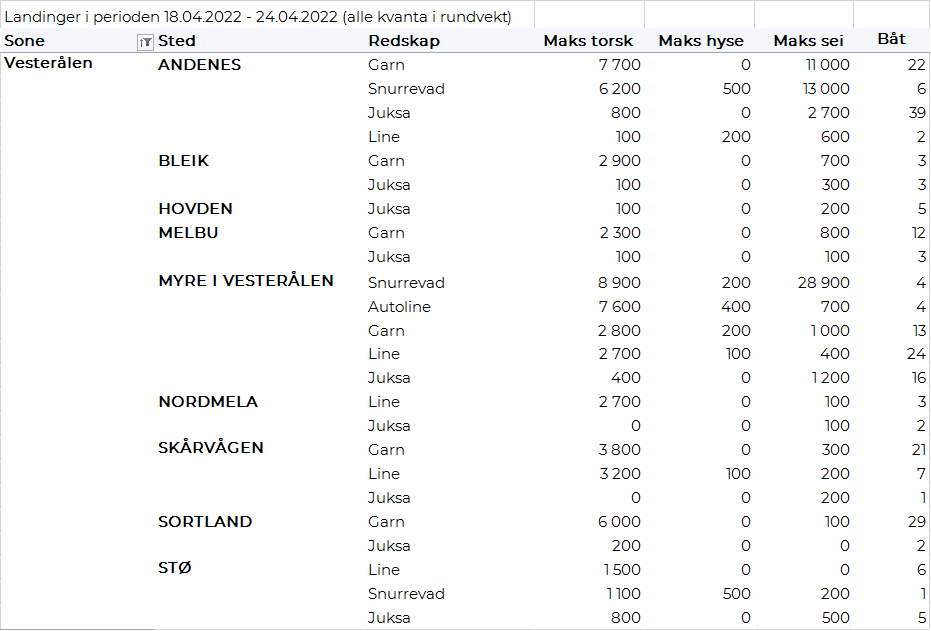 Landinger i perioden 18.04.2022 - 24.04.2022 (alle kvanta i rundvekt)
Sone Sted Redskap Maks torsk Maks hyse Maks sei Båt
Vesterålen ANDENES Garn 7 700 0 11 000 22
Snurrevad 6 200 500 13 000 6
Juksa 800 0 2 700 39
Line 100 200 600 2
BLEIK Garn 2 900 0 700 3
Juksa 100 0 300 3
HOVDEN Juksa 100 0 200 5
MELBU Garn 2 300 0 800 12
Juksa 100 0 100 3
MYRE I VESTERÅLEN Snurrevad 8 900 200 28 900 4
Autoline 7 600 400 700 4
Garn 2 800 200 1 000 13
Line 2 700 100 400 24
Juksa 400 0 1 200 16
NORDMELA Line 2 700 0 100 3
Juksa 0 0 100 2
SKÅRVÅGEN Garn 3 800 0 300 21
Line 3 200 100 200 7
Juksa 0 0 200 1
SORTLAND Garn 6 000 0 100 29
Juksa 200 0 0 2
STØ Line 1 500 0 0 6
Snurrevad 1 100 500 200 1
Juksa 800 0 500 5